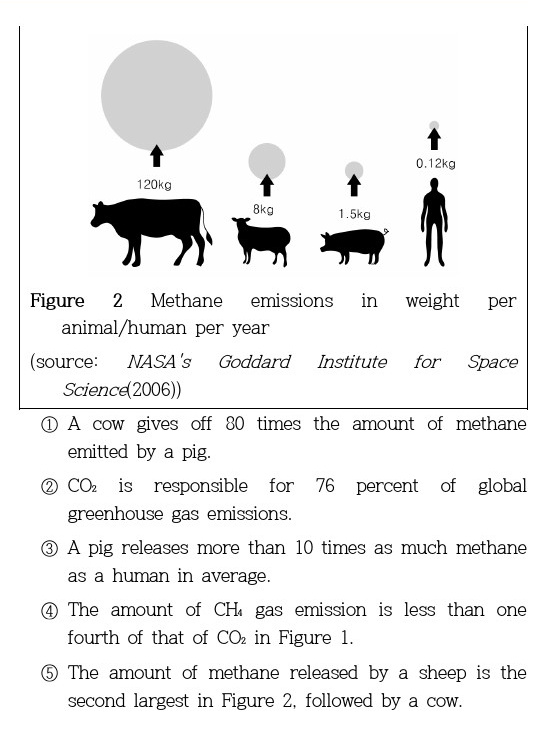 120kg
8kg
1.5kg
0.12kg
Figure 2 Methane emissions in weight per
animal/human per year
(source: NASA's Goddard Institute for Space
Science(2006))
① A cow gives off 80 times the amount of methane
emitted by a pig.
② CO₂ is responsible for 76 percent of global
greenhouse gas emissions.
③ A pig releases more than 10 times as much methane
as a human in average.
④ The amount of CH₄ gas emission is less than one
fourth of that of CO₂ in Figure 1.
⑤ The amount of methane released by a sheep is the
second largest in Figure 2, followed by a cow.